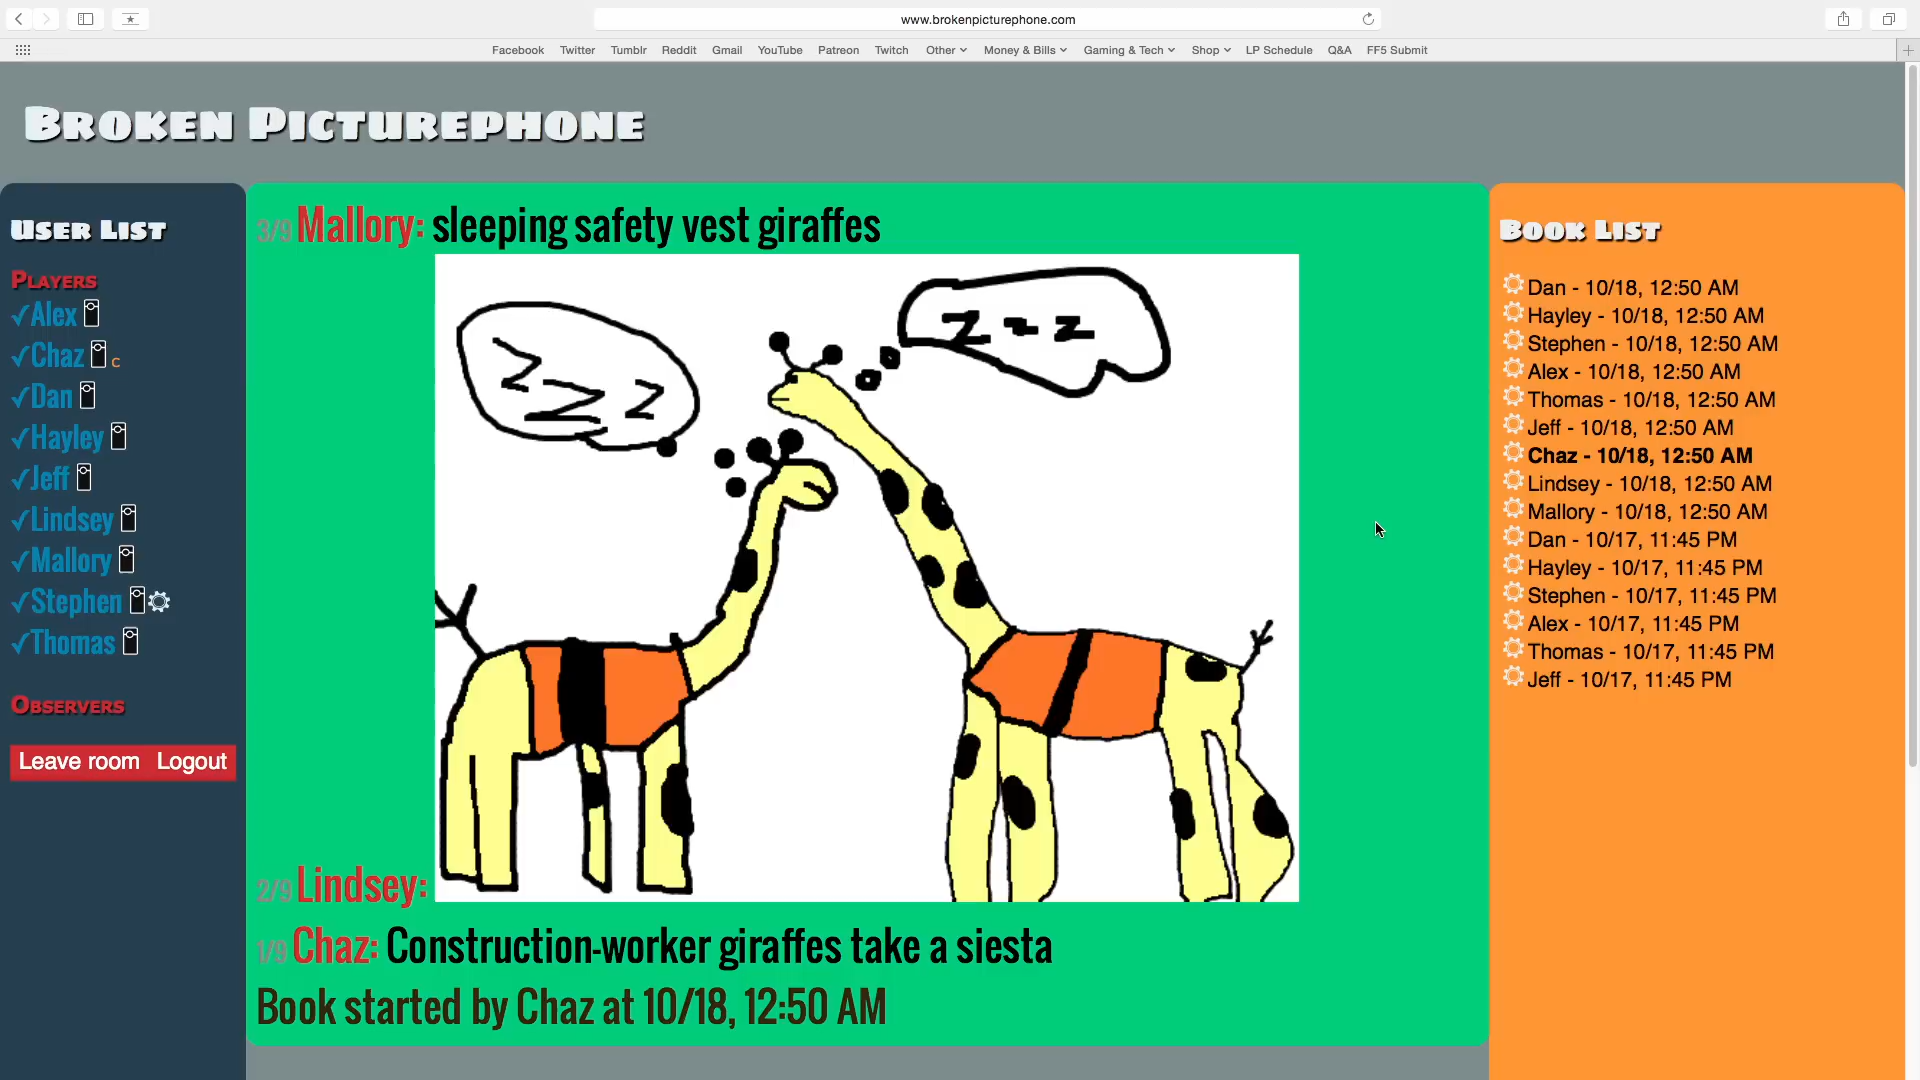 www.brokenpicturephone.com
Facebook Twitter Tumblr Reddit Gmail YouTube Patreon Twitch Other Money & Bills Gaming & Tech Shop LP Schedule Q&A FF5 Submit
Broken Picturephone
User List
Players
✓Alex
✓Chaz c
✓Dan
✓Hayley
✓Jeff
✓Lindsey
✓Mallory
✓Stephen
✓Thomas
Observers
Leave room Logout
3/9 Mallory: sleeping safety vest giraffes
Z Z Z
Z z z
2/9 Lindsey:
1/9 Chaz: Construction-worker giraffes take a siesta
Book started by Chaz at 10/18, 12:50 AM
Book List
Dan - 10/18, 12:50 AM
Hayley - 10/18, 12:50 AM
Stephen - 10/18, 12:50 AM
Alex - 10/18, 12:50 AM
Thomas - 10/18, 12:50 AM
Jeff - 10/18, 12:50 AM
Chaz - 10/18, 12:50 AM
Lindsey - 10/18, 12:50 AM
Mallory - 10/18, 12:50 AM
Dan - 10/17, 11:45 PM
Hayley - 10/17, 11:45 PM
Stephen - 10/17, 11:45 PM
Alex - 10/17, 11:45 PM
Thomas - 10/17, 11:45 PM
Jeff - 10/17, 11:45 PM